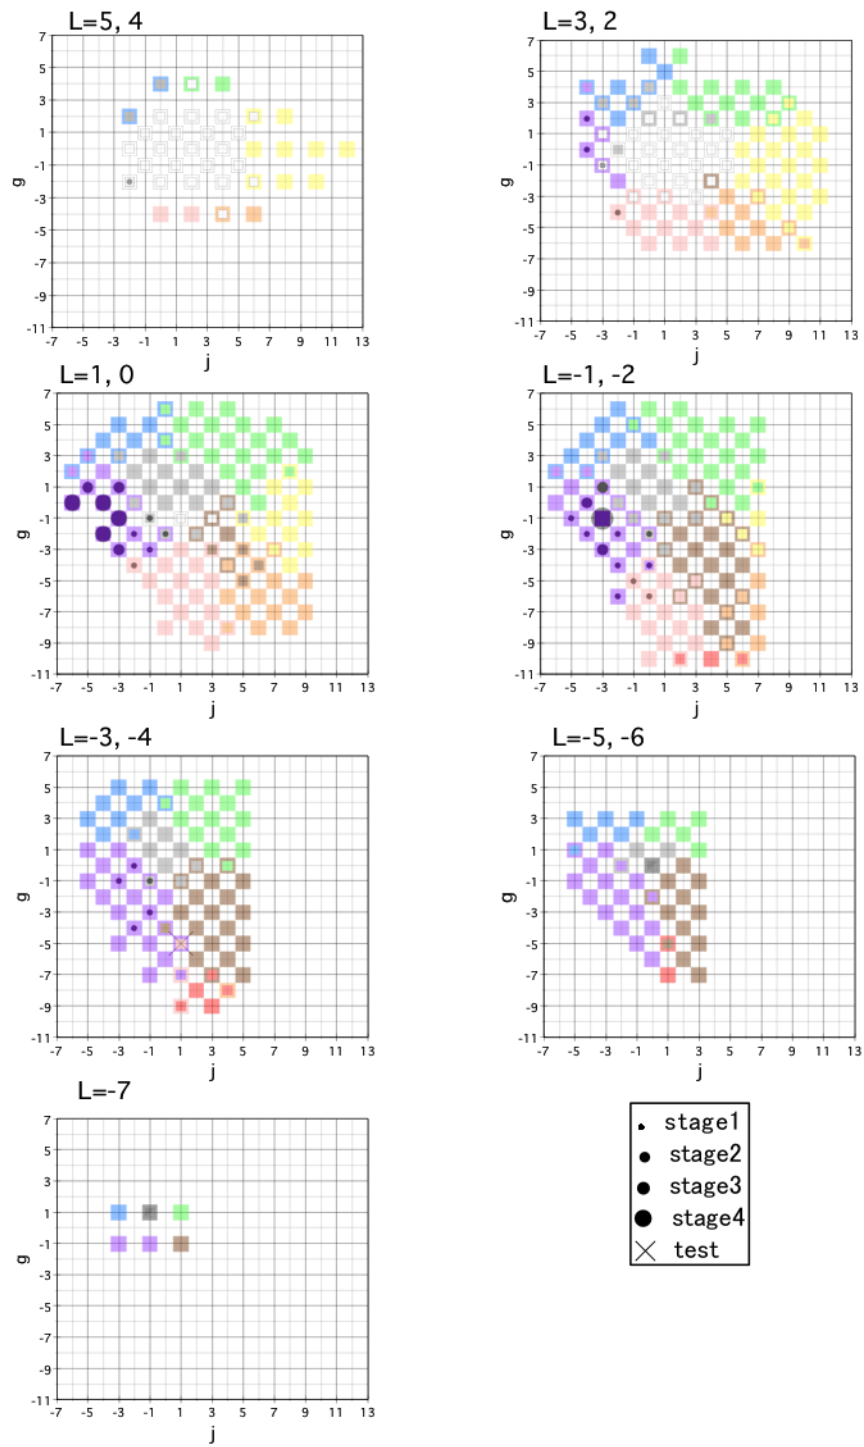 L=5, 4
7
5
3
1
g
-1
-3
-5
-7
-9
-11
-7 -5 -3 -1 1 3 5 7 9 11 13
j
L=3, 2
7
5
3
1
g
-1
-3
-5
-7
-9
-11
-7 -5 -3 -1 1 3 5 7 9 11 13
j
L=1, 0
7
5
3
1
g
-1
-3
-5
-7
-9
-11
-7 -5 -3 -1 1 3 5 7 9 11 13
j
L=-1, -2
7
5
3
1
g
-1
-3
-5
-7
-9
-11
-7 -5 -3 -1 1 3 5 7 9 11 13
j
L=-3, -4
7
5
3
1
g
-1
-3
-5
-7
-9
-11
-7 -5 -3 -1 1 3 5 7 9 11 13
j
L=-5, -6
7
5
3
1
g
-1
-3
-5
-7
-9
-11
-7 -5 -3 -1 1 3 5 7 9 11 13
j
L=-7
7
5
3
1
g
-1
-3
-5
-7
-9
-11
-7 -5 -3 -1 1 3 5 7 9 11 13
j
stage1
stage2
stage3
stage4
test